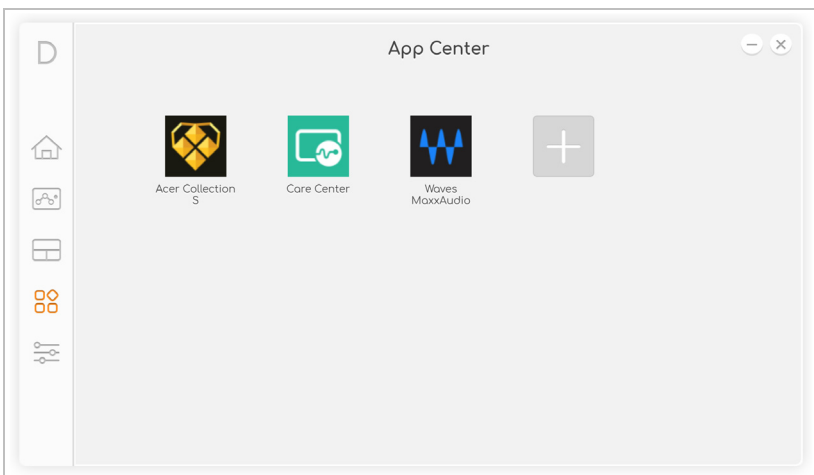 D
App Center
Acer Collection
S
Care Center
Waves
MaxxAudio